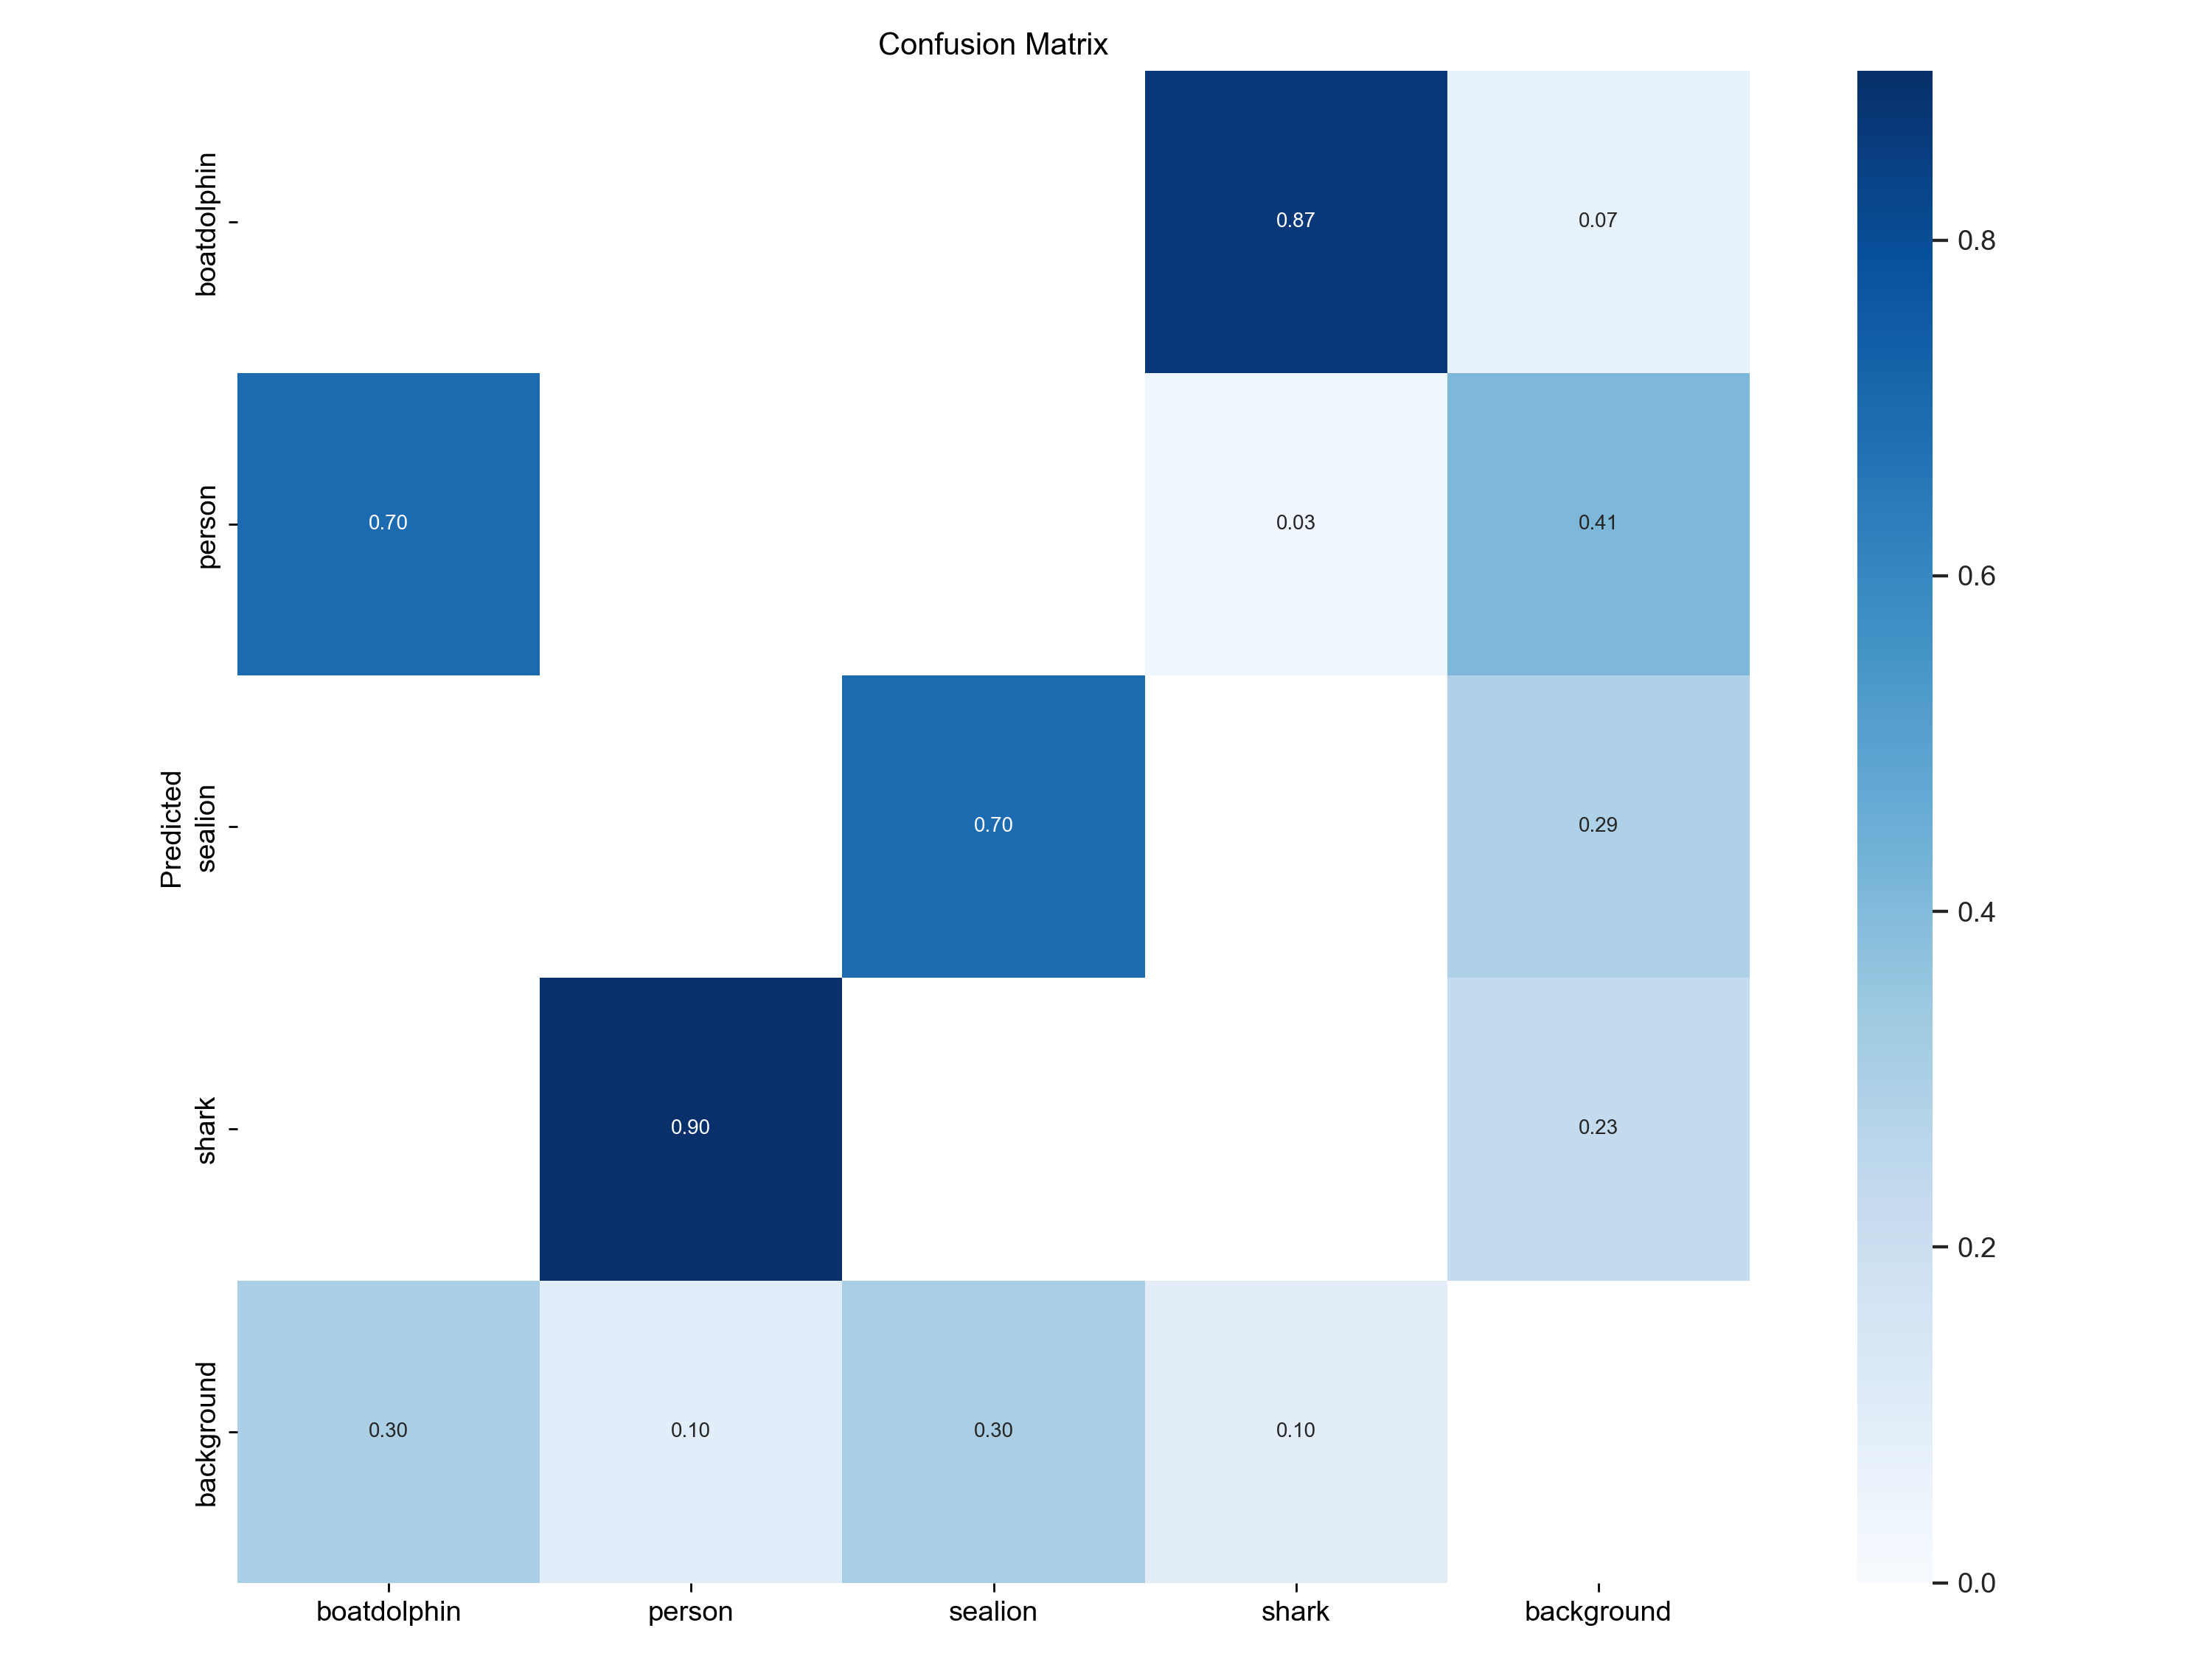 Confusion Matrix
boatdolphin
0.87
0.07
0.8
person
0.70
0.03
0.41
0.6
Predicted
sealion
0.70
0.29
0.4
shark
0.90
0.23
0.2
background
0.30
0.10
0.30
0.10
0.0
boatdolphin
person
sealion
shark
background